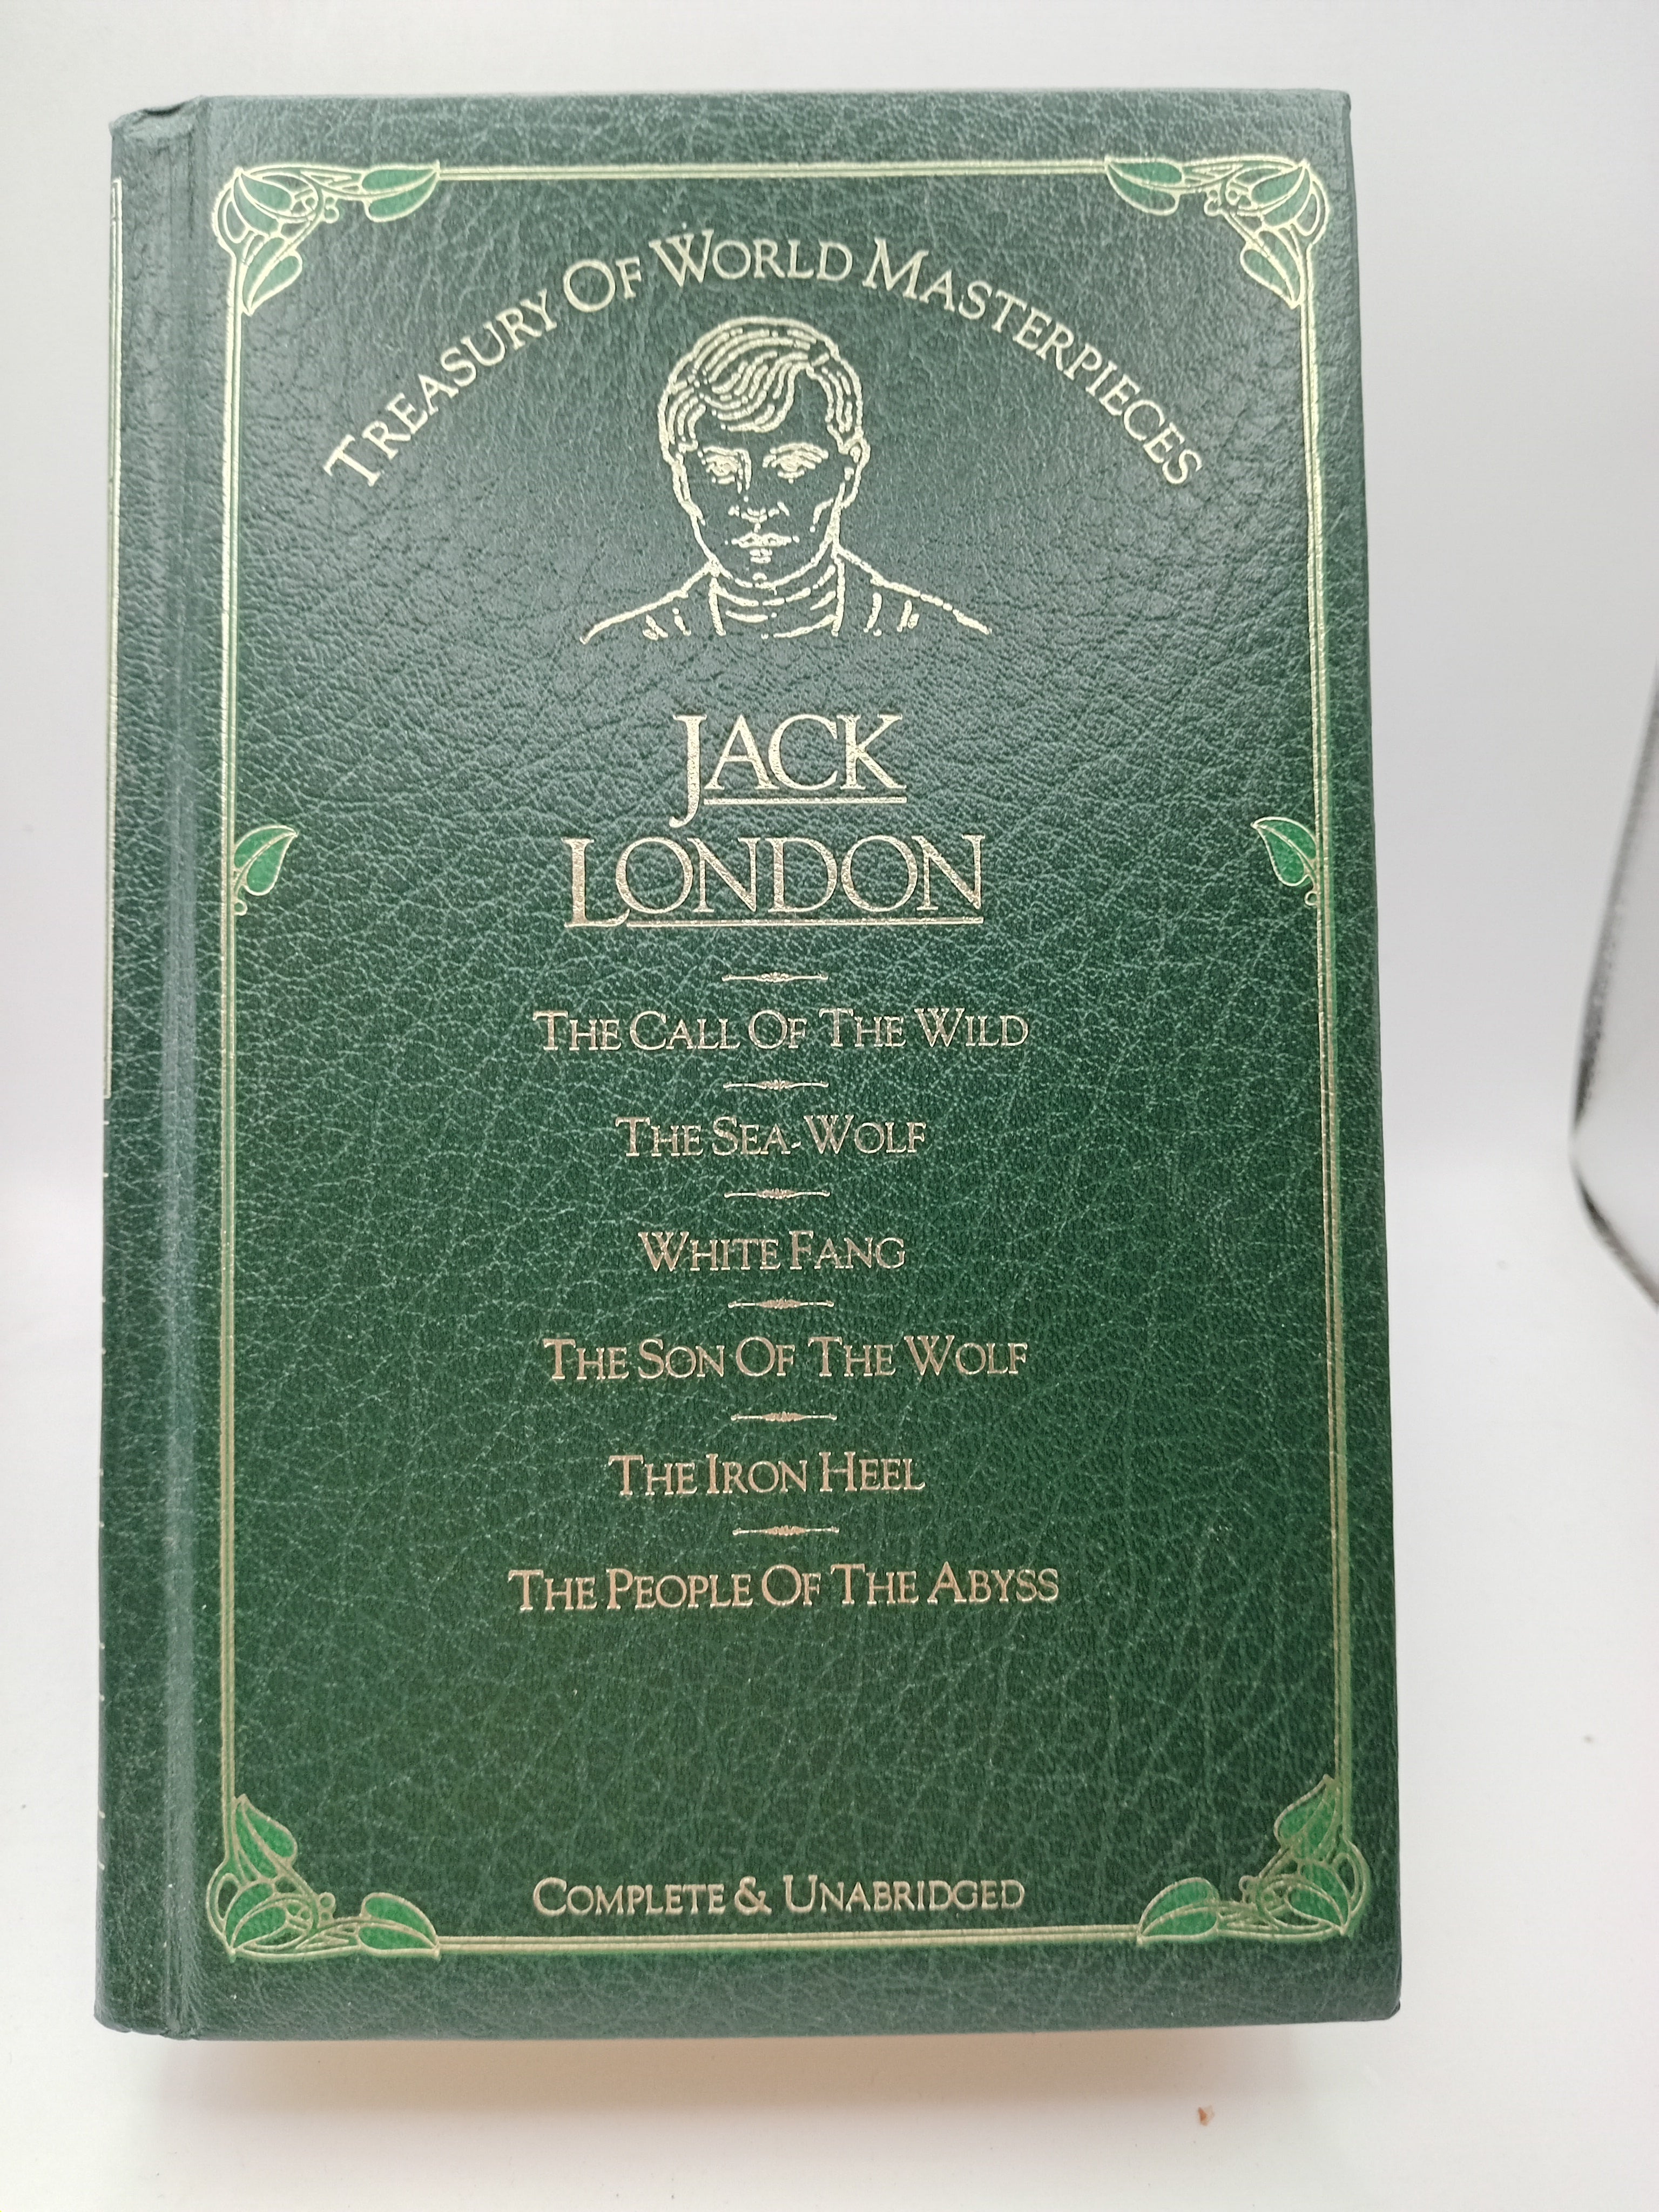 Treasury Of World Masterpieces
Jack
London
The Call Of The Wild
The Sea-Wolf
White Fang
The Son Of The Wolf
The Iron Heel
The People Of The Abyss
Complete & Unabridged